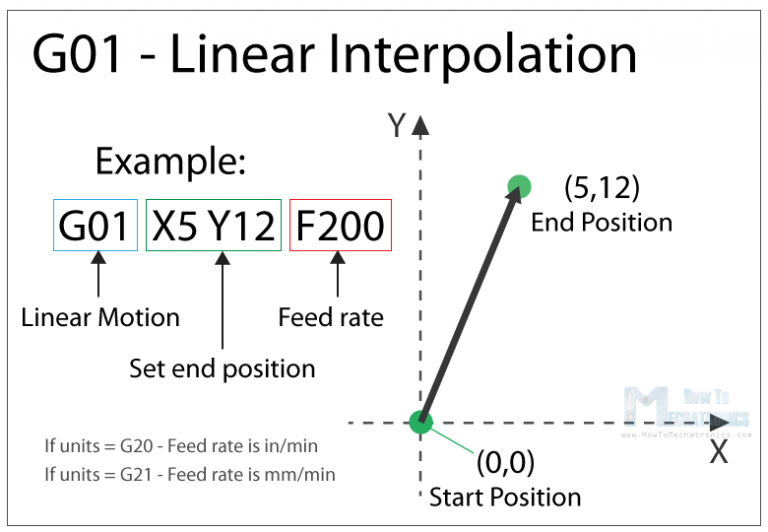 G01 - Linear Interpolation
Example:
G01 X5 Y12 F200
Linear Motion
Feed rate
Set end position
If units = G20 - Feed rate is in/min
If units = G21 - Feed rate is mm/min
Y
(5,12)
End Position
How To
MECHATRONICS
www.HowToMechatronics.com
X
(0,0)
Start Position